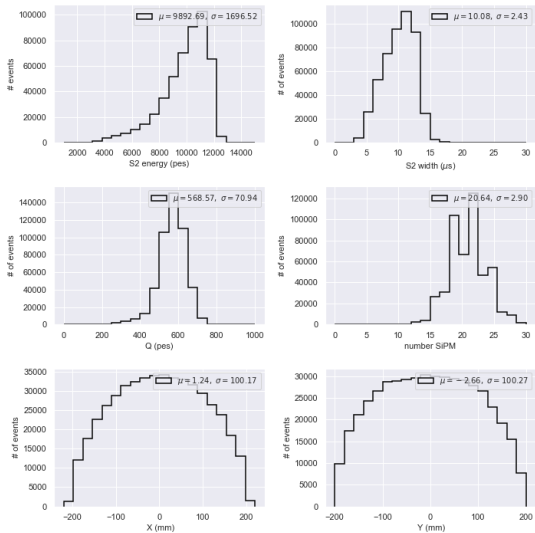 μ = 9892.69, σ = 1696.52
100000
80000
60000
40000
20000
0
# of events
2000 4000 6000 8000 10000 12000 14000
S2 energy (pes)
μ = 10.08, σ = 2.43
100000
80000
60000
40000
20000
0
# of events
0 5 10 15 20 25 30
S2 width (μs)
μ = 568.57, σ = 70.94
140000
120000
100000
80000
60000
40000
20000
0
# of events
0 200 400 600 800 1000
Q (pes)
μ = 20.64, σ = 2.90
120000
100000
80000
60000
40000
20000
0
# of events
0 5 10 15 20 25 30
number SiPM
μ = 1.24, σ = 100.17
35000
30000
25000
20000
15000
10000
5000
0
# of events
−200 −100 0 100 200
X (mm)
μ = −2.66, σ = 100.27
30000
25000
20000
15000
10000
5000
0
# of events
−200 −100 0 100 200
Y (mm)